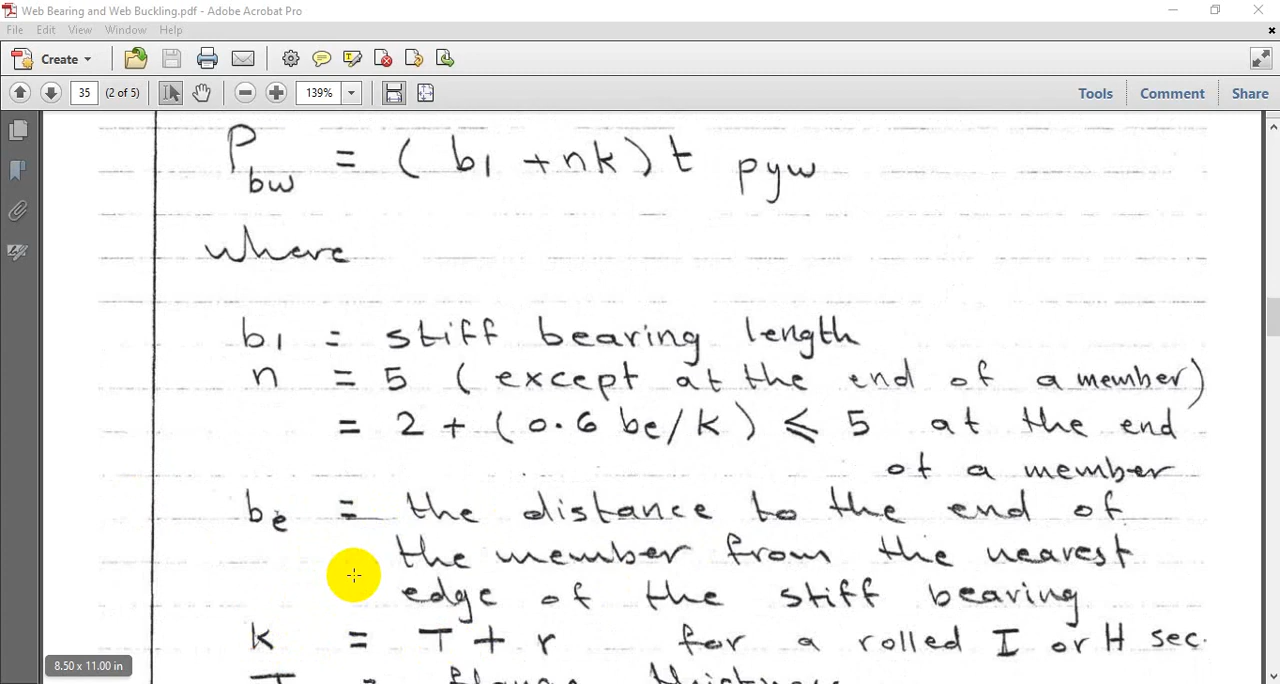 Web Bearing and Web Buckling.pdf - Adobe Acrobat Pro
File Edit View Window Help
Create
35 (2 of 5) 139% Tools Comment Share
Pbw = (b1 + nk) t pyw
where
b1 = stiff bearing length
n = 5 (except at the end of a member)
= 2 + (0.6 be/k) ≤ 5 at the end
of a member
be = the distance to the end of
the member from the nearest
edge of the stiff bearing
k = T + r for a rolled I or H sec.
T = flange thickness
8.50 x 11.00 in